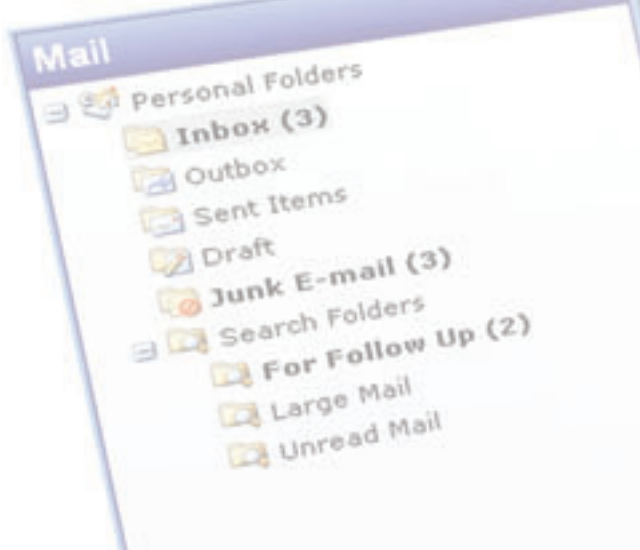 Mail
Personal Folders
Inbox (3)
Outbox
Sent Items
Draft
Junk E-mail (3)
Search Folders
For Follow Up (2)
Large Mail
Unread Mail